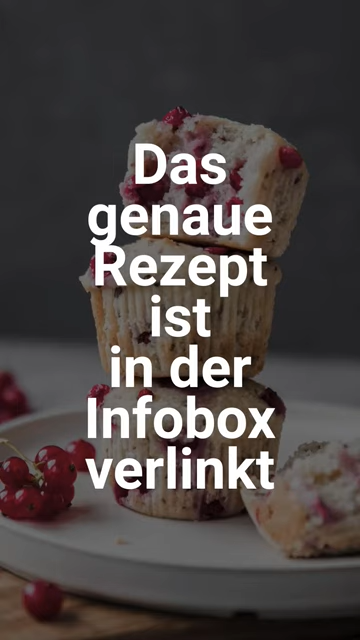 Das
genaue
Rezept
ist
in der
Infobox
verlinkt